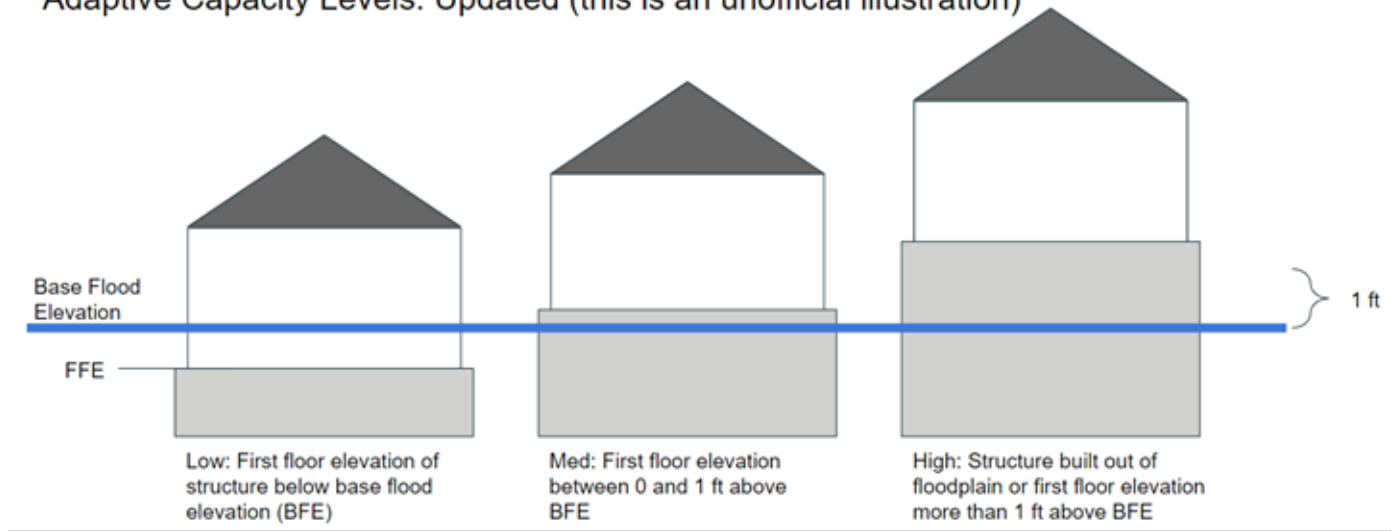 Adaptive Capacity Levels: Updated (this is an unofficial illustration)
Base Flood
Elevation
1 ft
FFE
Low: First floor elevation of
structure below base flood
elevation (BFE)
Med: First floor elevation
between 0 and 1 ft above
BFE
High: Structure built out of
floodplain or first floor elevation
more than 1 ft above BFE